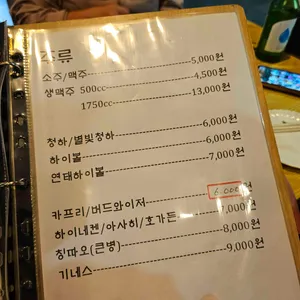 주류
소주/맥주---5,000원
생맥주 500cc---4,500원
1750cc---13,000원
청하/별빛청하---6,000원
하이볼---6,000원
연태하이볼---7,000원
카프리/버드와이저---6,000원
하이네켄/아사히/호가든---7,000원
칭따오(큰병)---8,000원
기네스---9,000원